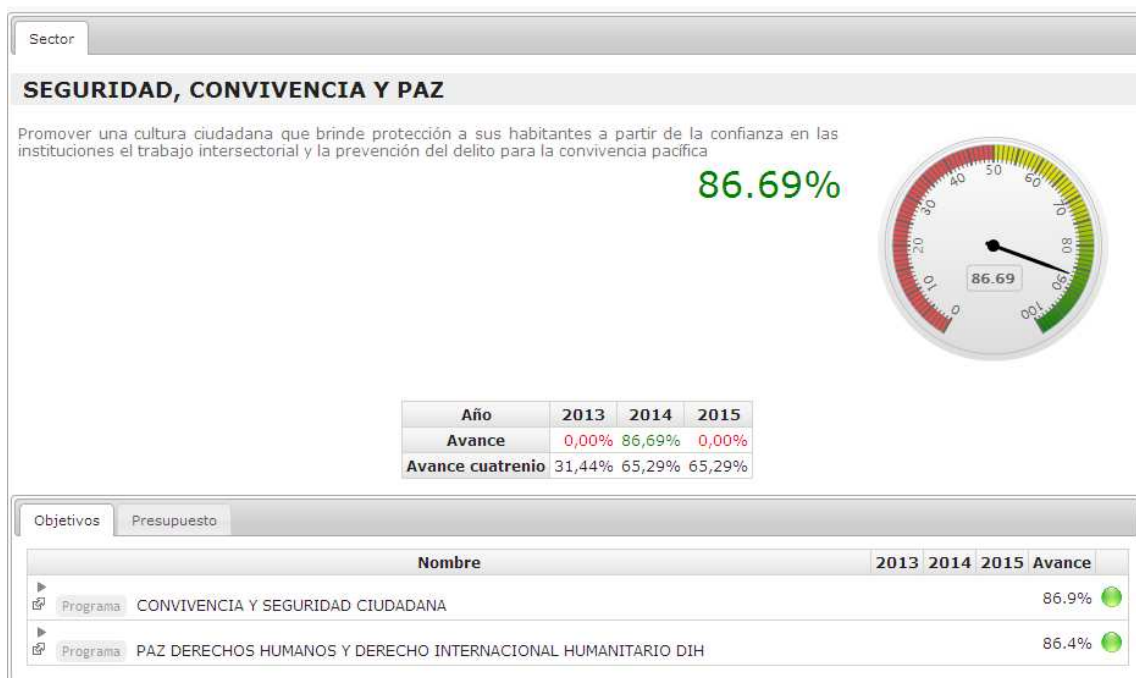 Sector
SEGURIDAD, CONVIVENCIA Y PAZ
Promover una cultura ciudadana que brinde protección a sus habitantes a partir de la confianza en las
instituciones el trabajo intersectorial y la prevención del delito para la convivencia pacífica
86.69%
0
10
20
30
40
50
60
70
80
90
100
86.69
Año 2013 2014 2015
Avance 0,00% 86,69% 0,00%
Avance cuatrenio 31,44% 65,29% 65,29%
Objetivos Presupuesto
Nombre 2013 2014 2015 Avance
Programa CONVIVENCIA Y SEGURIDAD CIUDADANA 86.9%
Programa PAZ DERECHOS HUMANOS Y DERECHO INTERNACIONAL HUMANITARIO DIH 86.4%